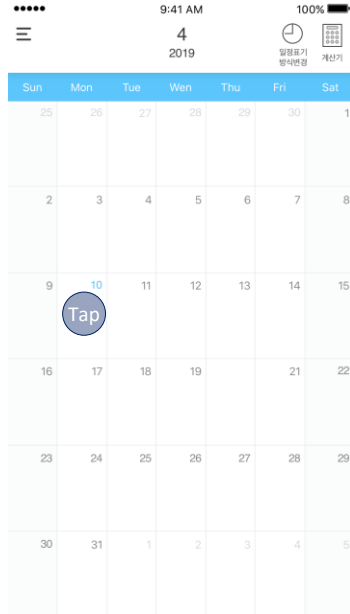 9:41 AM 100%
4
2019
일정표기
방식변경
계산기
Sun Mon Tue Wen Thu Fri Sat
25 26 27 28 29 30 1
2 3 4 5 6 7 8
9 10 11 12 13 14 15
Tap
16 17 18 19 21 22
23 24 25 26 27 28 29
30 31 1 2 3 4 5